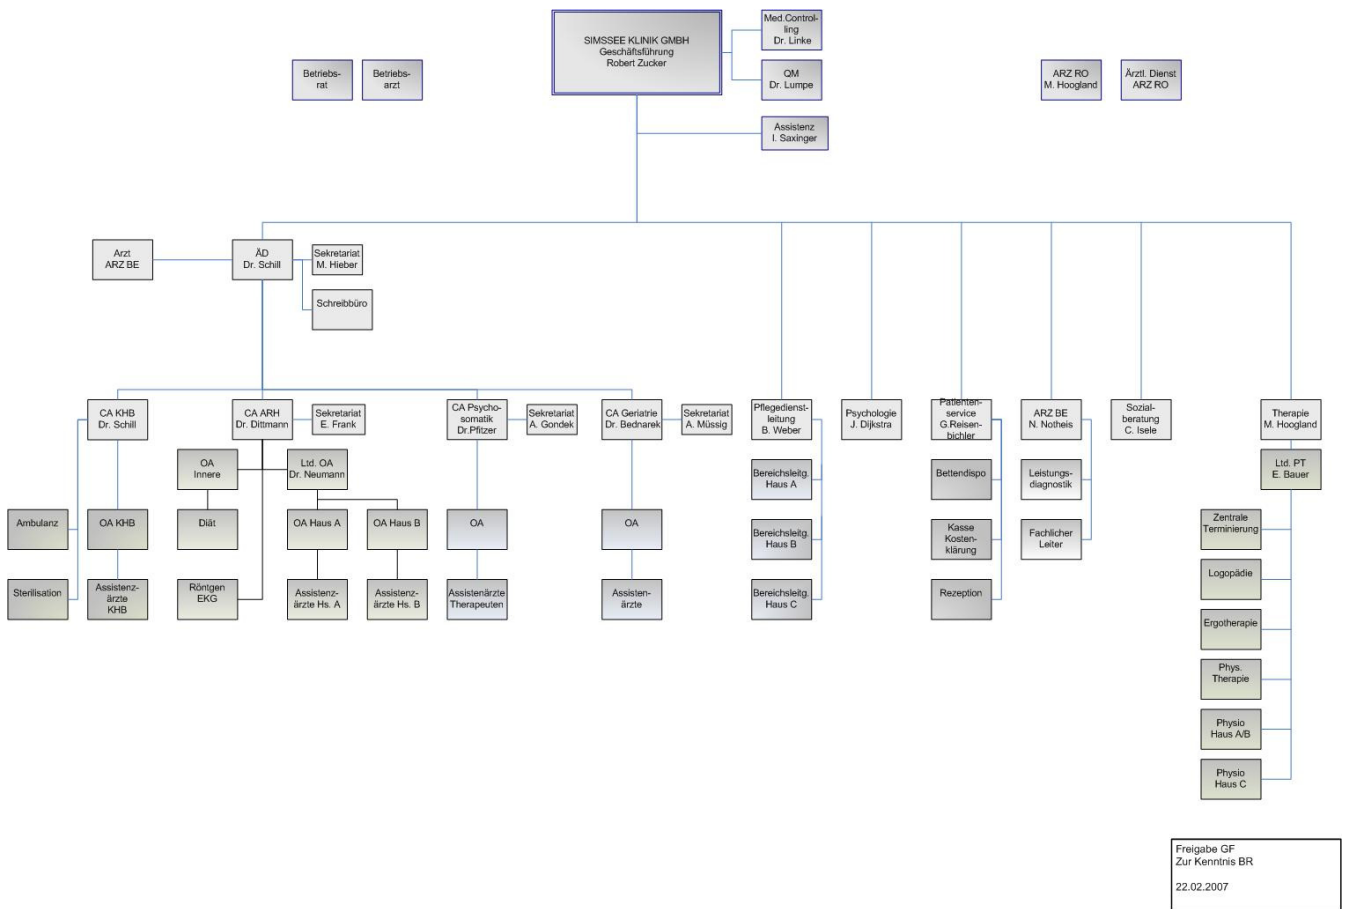 SIMSSEE KLINIK GMBH
Geschäftsführung
Robert Zucker
Med.Control-
ling
Dr. Linke
QM
Dr. Lumpe
Assistenz
I. Saxinger
Betriebs-
rat
Betriebs-
arzt
ARZ RO
M. Hoogland
Ärztl. Dienst
ARZ RO
Arzt
ARZ BE
ÄD
Dr. Schill
Sekretariat
M. Hieber
Schreibbüro
CA KHB
Dr. Schill
CA ARH
Dr. Dittmann
Sekretariat
E. Frank
CA Psycho-
somatik
Dr.Pfitzer
Sekretariat
A. Gondek
CA Geriatrie
Dr. Bednarek
Sekretariat
A. Müssig
Pflegedienst-
leitung
B. Weber
Psychologie
J. Dijkstra
Patienten-
service
G.Reisen-
bichler
ARZ BE
N. Notheis
Sozial-
beratung
C. Isele
Therapie
M. Hoogland
OA
Innere
Ltd. OA
Dr. Neumann
Bereichsleitg.
Haus A
Bettendispo
Leistungs-
diagnostik
Ltd. PT
E. Bauer
Ambulanz
OA KHB
Diät
OA Haus A
OA Haus B
OA
OA
Bereichsleitg.
Haus B
Kasse
Kosten-
klärung
Fachlicher
Leiter
Zentrale
Terminierung
Sterilisation
Assistenz-
ärzte
KHB
Röntgen
EKG
Assistenz-
ärzte Hs. A
Assistenz-
ärzte Hs. B
Assistenärzte
Therapeuten
Assisten-
ärzte
Bereichsleitg.
Haus C
Rezeption
Logopädie
Ergotherapie
Phys.
Therapie
Physio
Haus A/B
Physio
Haus C
Freigabe GF
Zur Kenntnis BR
22.02.2007